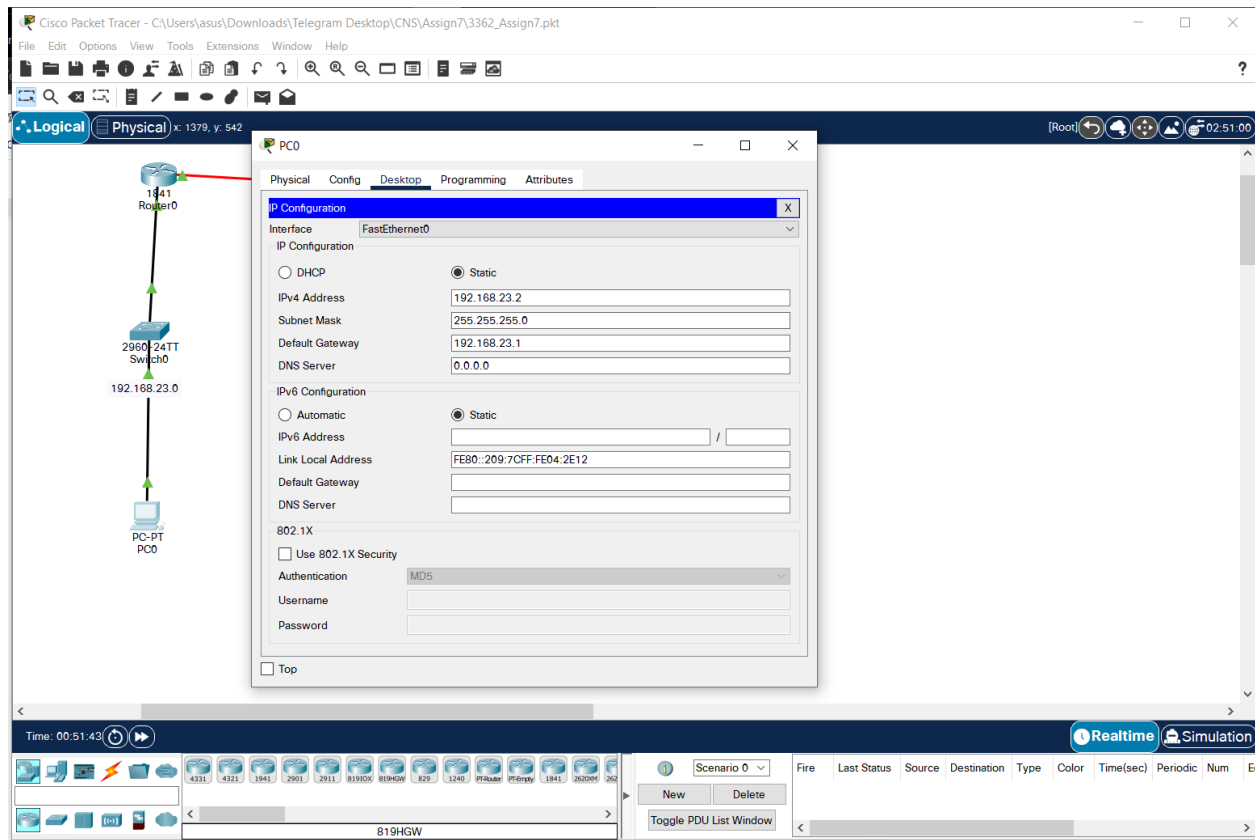 Cisco Packet Tracer - C:\Users\asus\Downloads\Telegram Desktop\CNS\Assign7\3362_Assign7.pkt
File Edit Options View Tools Extensions Window Help
?
Logical Physical x: 1379, y: 542 [Root] 02:51:00
PC0
Physical Config Desktop Programming Attributes
IP Configuration X
Interface FastEthernet0
IP Configuration
DHCP Static
IPv4 Address 192.168.23.2
Subnet Mask 255.255.255.0
Default Gateway 192.168.23.1
DNS Server 0.0.0.0
IPv6 Configuration
Automatic Static
IPv6 Address /
Link Local Address FE80::209:7CFF:FE04:2E12
Default Gateway
DNS Server
802.1X
Use 802.1X Security
Authentication MD5
Username
Password
Top
1841
Router0
2960-24TT
Switch0
192.168.23.0
PC-PT
PC0
Time: 00:51:43 Realtime Simulation
4331 4321 1941 2901 2911 819IOX 819HGW 829 1240 PT-Router PT-Empty 1841 2620XM 262
819HGW
Scenario 0
New Delete
Toggle PDU List Window
Fire Last Status Source Destination Type Color Time(sec) Periodic Num E